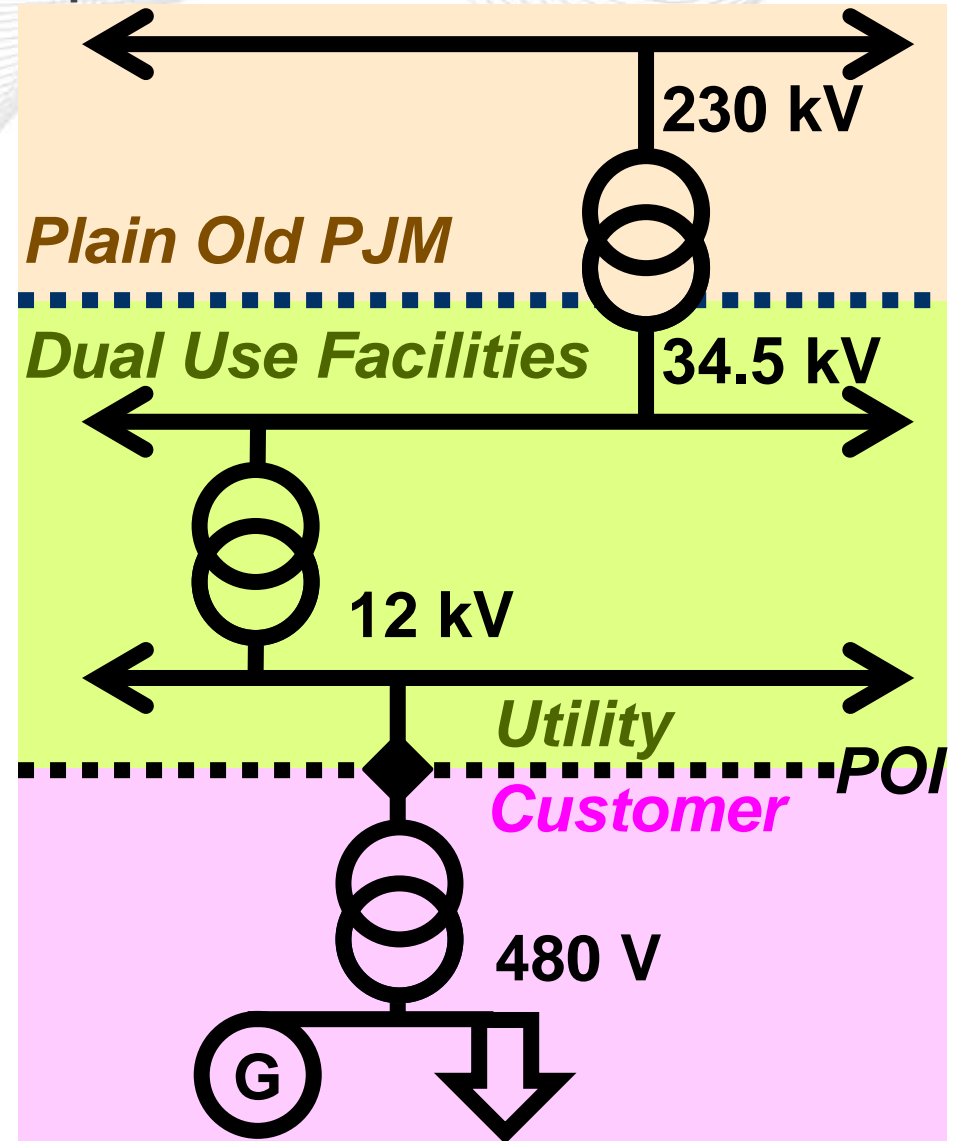 230 kV
Plain Old PJM
Dual Use Facilities
34.5 kV
12 kV
Utility
POI
Customer
480 V
G